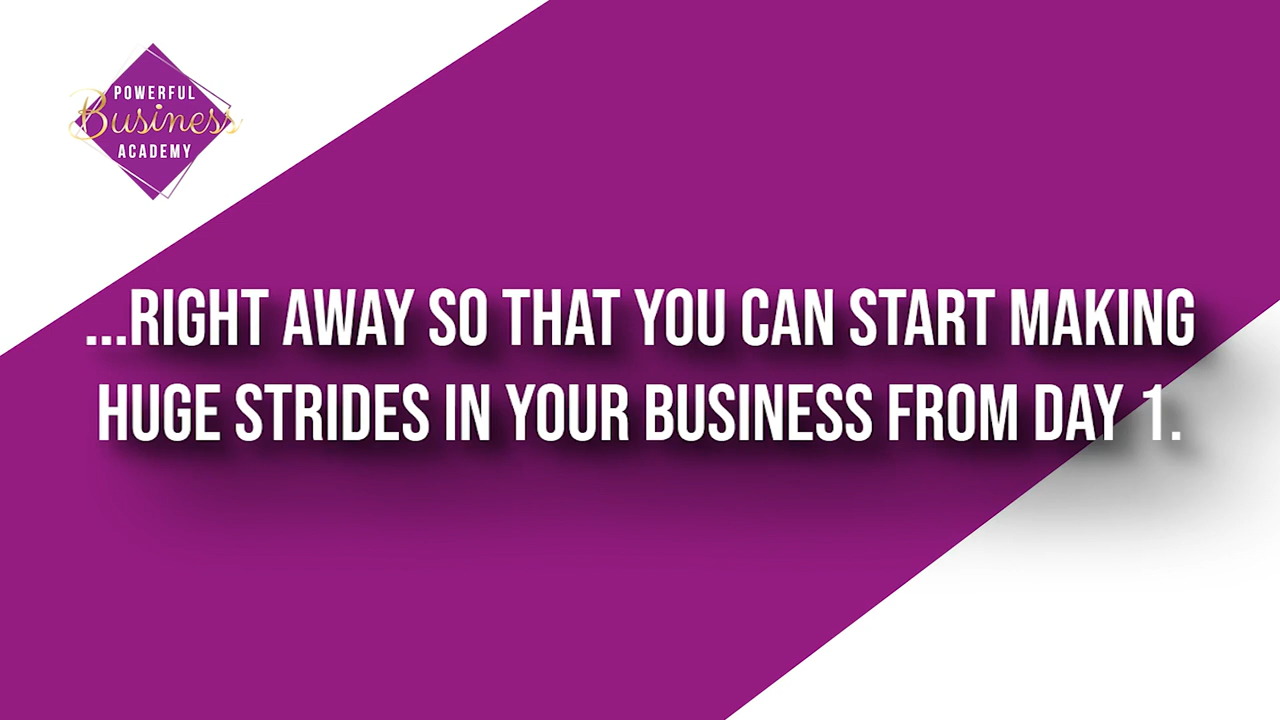 POWERFUL
Business
ACADEMY
...RIGHT AWAY SO THAT YOU CAN START MAKING
HUGE STRIDES IN YOUR BUSINESS FROM DAY 1.